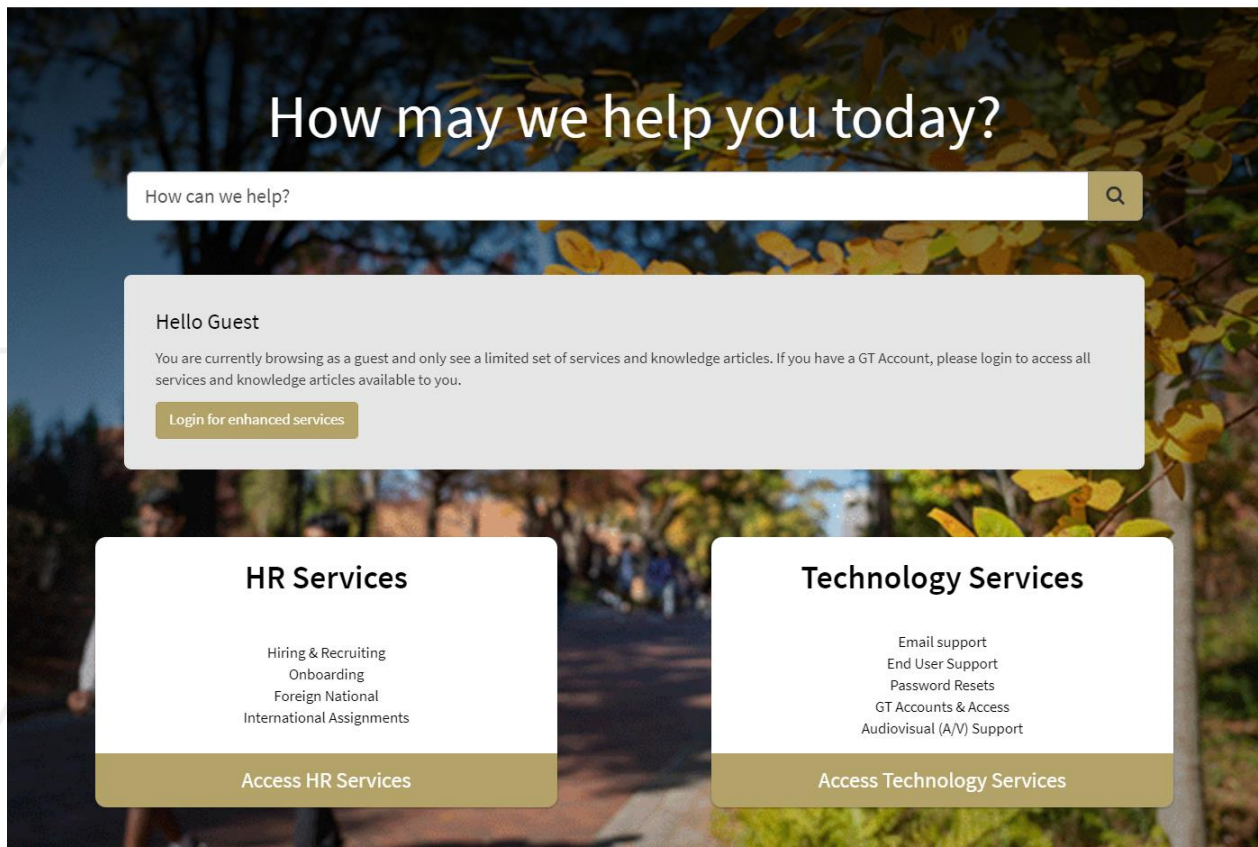 How may we help you today?
How can we help?
Hello Guest
You are currently browsing as a guest and only see a limited set of services and knowledge articles. If you have a GT Account, please login to access all
services and knowledge articles available to you.
Login for enhanced services
HR Services
Hiring & Recruiting
Onboarding
Foreign National
International Assignments
Access HR Services
Technology Services
Email support
End User Support
Password Resets
GT Accounts & Access
Audiovisual (A/V) Support
Access Technology Services